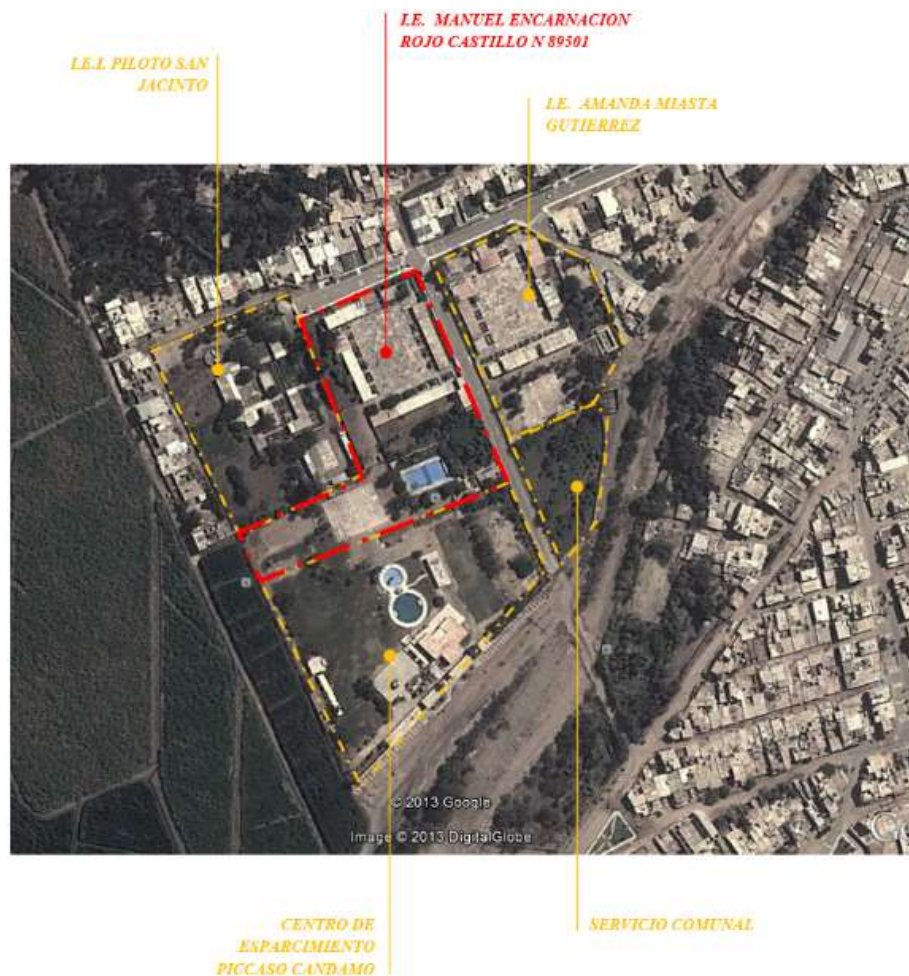 I.E. MANUEL ENCARNACION
ROJO CASTILLO N 89501
I.E.I. PILOTO SAN
JACINTO
I.E. AMANDA MIASTA
GUTIERREZ
© 2013 Google
Image © 2013 DigitalGlobe
CENTRO DE
ESPARCIMIENTO
PICCASO CANDAMO
SERVICIO COMUNAL